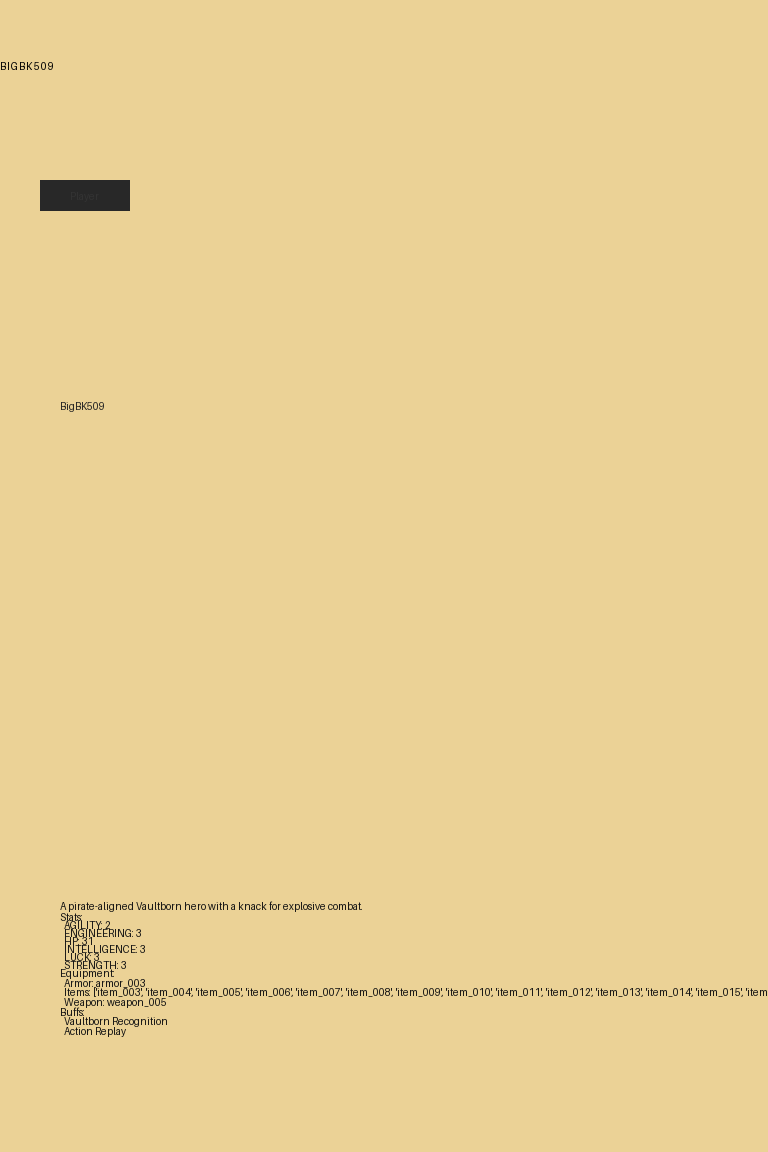 BIGBK509
Player
BigBK509
A pirate-aligned Vaultborn hero with a knack for explosive combat.
Stats:
AGILITY: 2
ENGINEERING: 3
HP: 31
INTELLIGENCE: 3
LUCK: 3
STRENGTH: 3
Equipment:
Armor: armor_003
Items: ['item_003', 'item_004', 'item_005', 'item_006', 'item_007', 'item_008', 'item_009', 'item_010', 'item_011', 'item_012', 'item_013', 'item_014', 'item_015', 'item
Weapon: weapon_005
Buffs:
Vaultborn Recognition
Action Replay